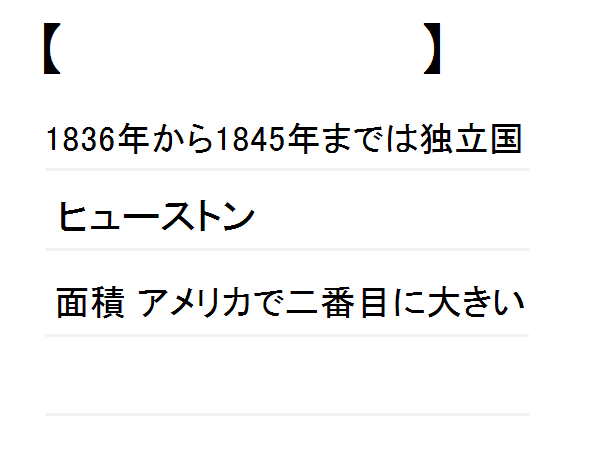 【　　　　　　　　　】
1836年から1845年までは独立国
ヒューストン
面積 アメリカで二番目に大きい